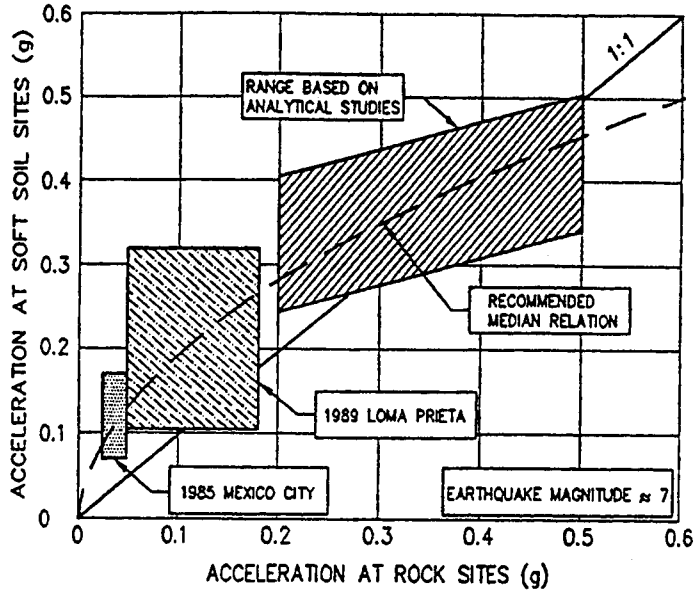 ACCELERATION AT SOFT SOIL SITES (g)
0.6
0.5
0.4
0.3
0.2
0.1
0
RANGE BASED ON
ANALYTICAL STUDIES
1:1
RECOMMENDED
MEDIAN RELATION
1989 LOMA PRIETA
1985 MEXICO CITY
EARTHQUAKE MAGNITUDE ≈ 7
0 0.1 0.2 0.3 0.4 0.5 0.6
ACCELERATION AT ROCK SITES (g)